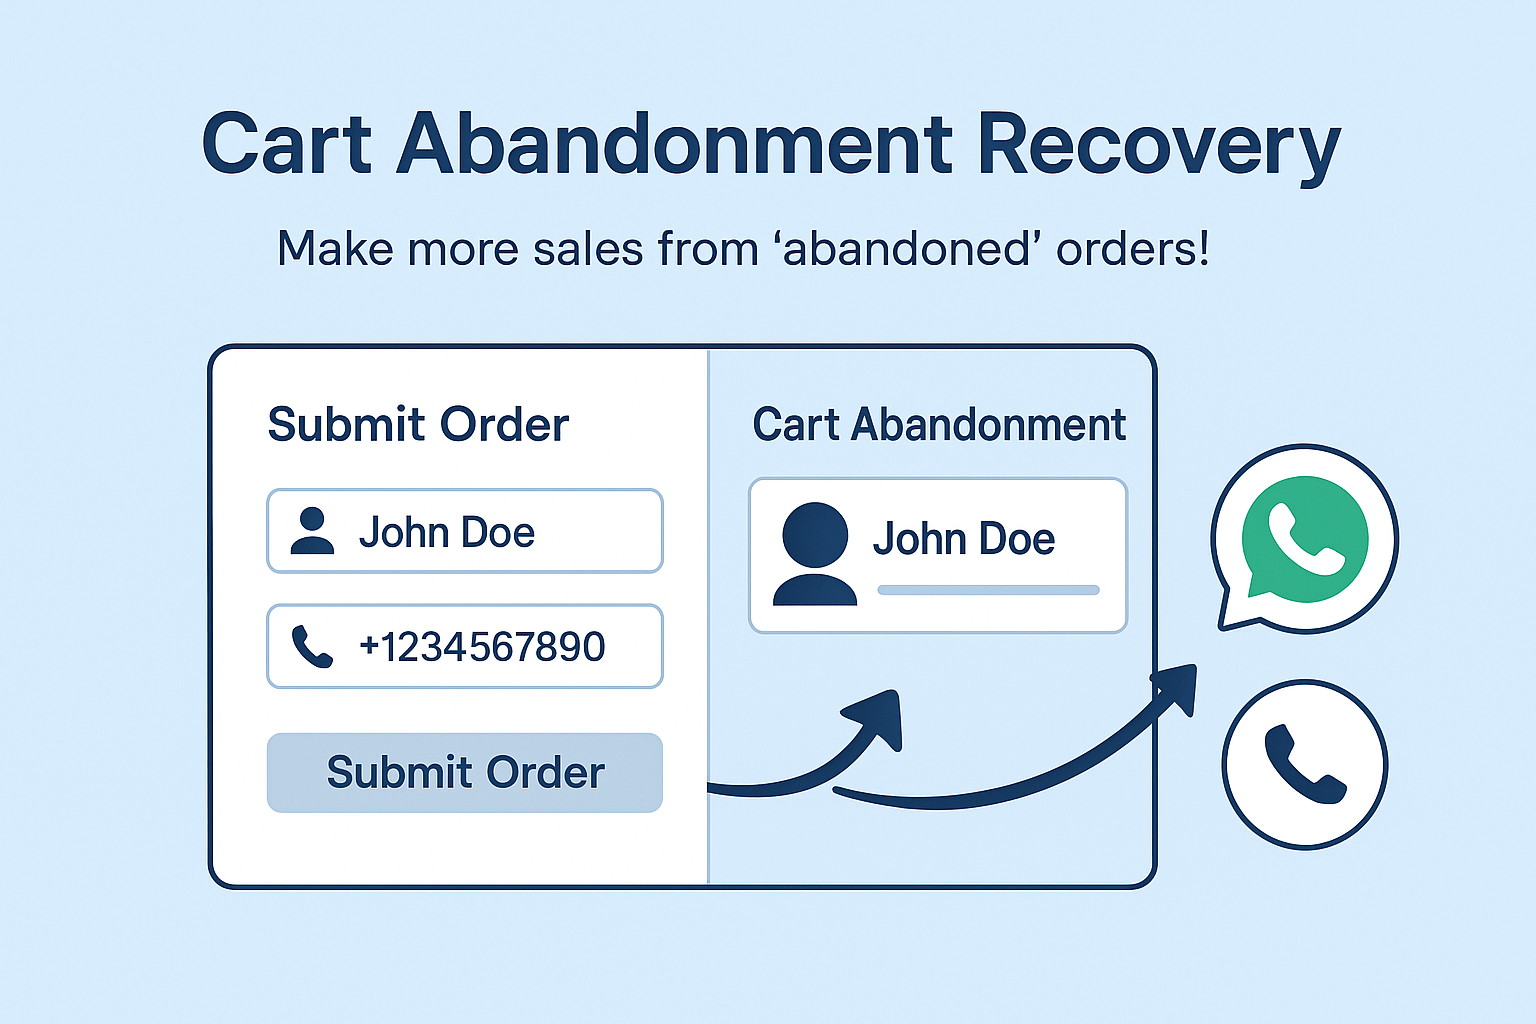 Cart Abandonment Recovery
Make more sales from ‘abandoned’ orders!
Submit Order
John Doe
+1234567890
Submit Order
Cart Abandonment
John Doe